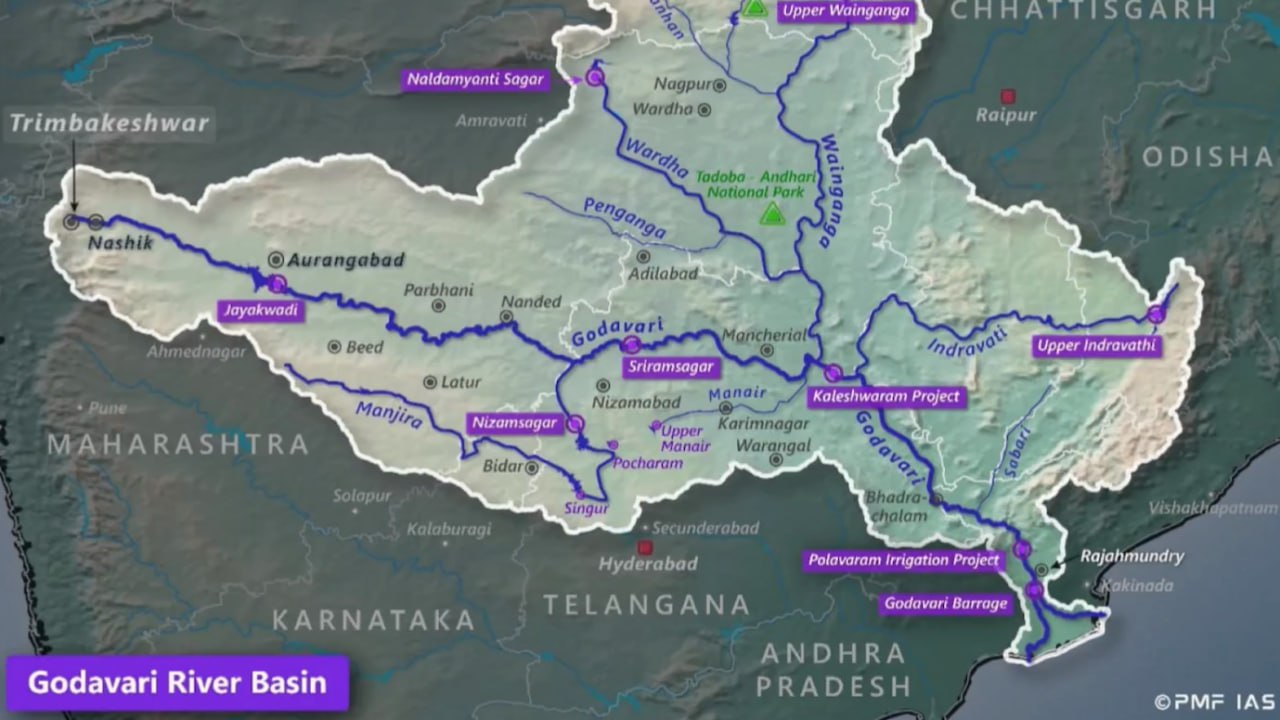 Kanhan
Upper Wainganga
CHHATTISGARH
Naldamyanti Sagar
Nagpur
Wardha
Raipur
Trimbakeshwar
Amravati
ODISHA
Wardha
Wainganga
Tadoba - Andhari
National Park
Penganga
Nashik
Aurangabad
Adilabad
Jayakwadi
Parbhani
Nanded
Godavari
Mancherial
Indravati
Upper Indravathi
Ahmednagar
Beed
Sriramsagar
Latur
Nizamabad
Manair
Kaleshwaram Project
Pune
Manjira
Nizamsagar
Karimnagar
MAHARASHTRA
Upper
Manair
Warangal
Godavari
Sabari
Bidar
Pocharam
Solapur
Singur
Bhadra-
chalam
Vishakhapatnam
Kalaburagi
Secunderabad
Hyderabad
Polavaram Irrigation Project
Rajahmundry
Kakinada
KARNATAKA
TELANGANA
Godavari Barrage
ANDHRA
PRADESH
Godavari River Basin
©PMF IAS